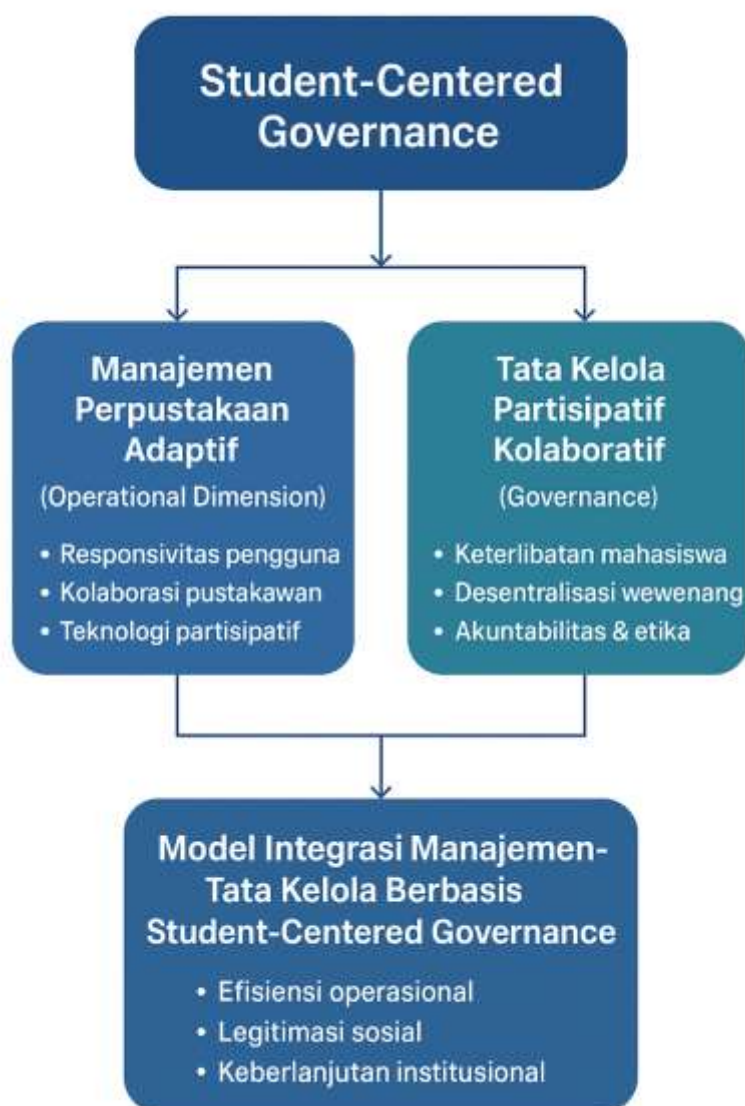 Student-Centered
Governance
Manajemen
Perpustakaan
Adaptif
(Operational Dimension)
• Responsivitas pengguna
• Kolaborasi pustakawan
• Teknologi partisipatif
Tata Kelola
Partisipatif
Kolaboratif
(Governance)
• Keterlibatan mahasiswa
• Desentralisasi wewenang
• Akuntabilitas & etika
Model Integrasi Manajemen-
Tata Kelola Berbasis
Student-Centered Governance
• Efisiensi operasional
• Legitimasi sosial
• Keberlanjutan institusional